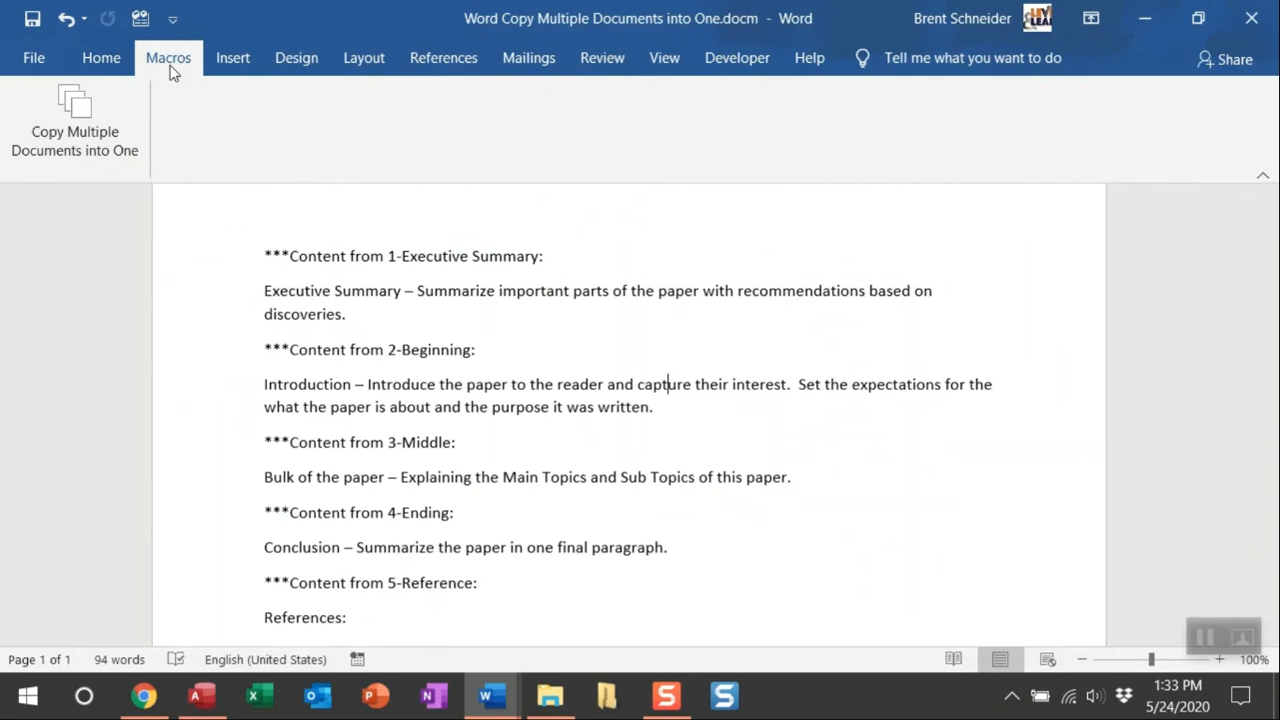 Word Copy Multiple Documents into One.docm - Word
Brent Schneider
File Home Macros Insert Design Layout References Mailings Review View Developer Help Tell me what you want to do Share
Copy Multiple
Documents into One
***Content from 1-Executive Summary:
Executive Summary – Summarize important parts of the paper with recommendations based on
discoveries.
***Content from 2-Beginning:
Introduction – Introduce the paper to the reader and capture their interest.  Set the expectations for the
what the paper is about and the purpose it was written.
***Content from 3-Middle:
Bulk of the paper – Explaining the Main Topics and Sub Topics of this paper.
***Content from 4-Ending:
Conclusion – Summarize the paper in one final paragraph.
***Content from 5-Reference:
References:
Page 1 of 1 94 words English (United States) 100%
1:33 PM
5/24/2020